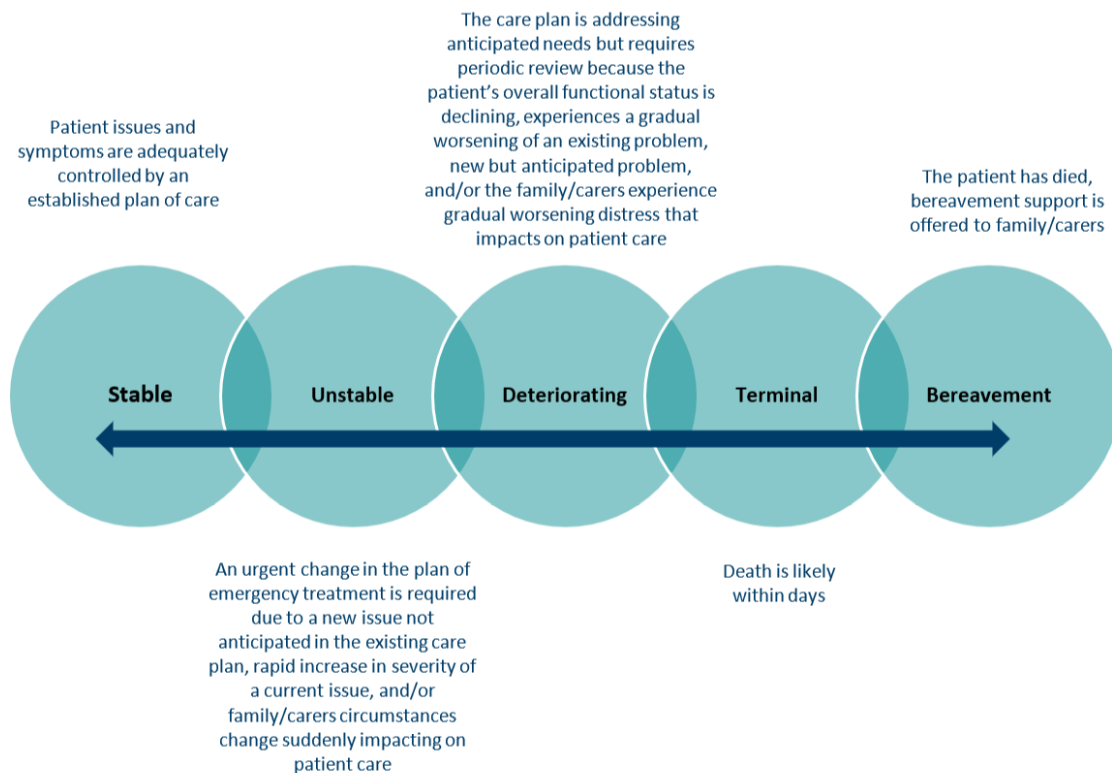 Patient issues and
symptoms are adequately
controlled by an
established plan of care
The care plan is addressing
anticipated needs but requires
periodic review because the
patient’s overall functional status is
declining, experiences a gradual
worsening of an existing problem,
new but anticipated problem,
and/or the family/carers experience
gradual worsening distress that
impacts on patient care
The patient has died,
bereavement support is
offered to family/carers
Stable
Unstable
Deteriorating
Terminal
Bereavement
An urgent change in the plan of
emergency treatment is required
due to a new issue not
anticipated in the existing care
plan, rapid increase in severity of
a current issue, and/or
family/carers circumstances
change suddenly impacting on
patient care
Death is likely
within days